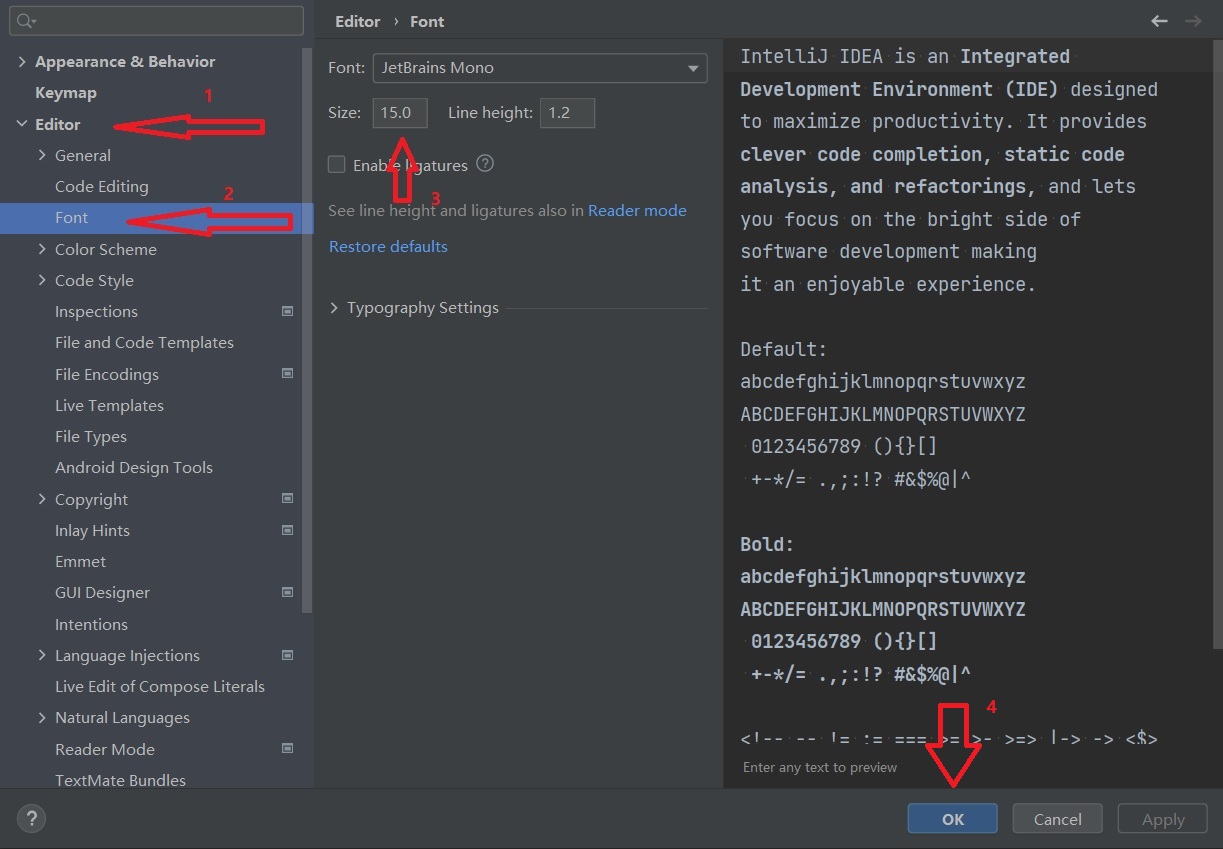 Editor › Font
Appearance & Behavior
Keymap
1
Editor
General
Code Editing
2
Font
Color Scheme
Code Style
Inspections
File and Code Templates
File Encodings
Live Templates
File Types
Android Design Tools
Copyright
Inlay Hints
Emmet
GUI Designer
Intentions
Language Injections
Live Edit of Compose Literals
Natural Languages
Reader Mode
TextMate Bundles
Font: JetBrains Mono
Size: 15.0 Line height: 1.2
Enable ligatures ?
3
See line height and ligatures also in Reader mode
Restore defaults
Typography Settings
IntelliJ IDEA is an Integrated
Development Environment (IDE) designed
to maximize productivity. It provides
clever code completion, static code
analysis, and refactorings, and lets
you focus on the bright side of
software development making
it an enjoyable experience.
Default:
abcdefghijklmnopqrstuvwxyz
ABCDEFGHIJKLMNOPQRSTUVWXYZ
0123456789 (){}[]
+-*/= .,;:!? #&$%@|^
Bold:
abcdefghijklmnopqrstuvwxyz
ABCDEFGHIJKLMNOPQRSTUVWXYZ
0123456789 (){}[]
+-*/= .,;:!? #&$%@|^
4
<!-- -- != := === >= >- >=> |-> -> <$>
Enter any text to preview
?
OK Cancel Apply